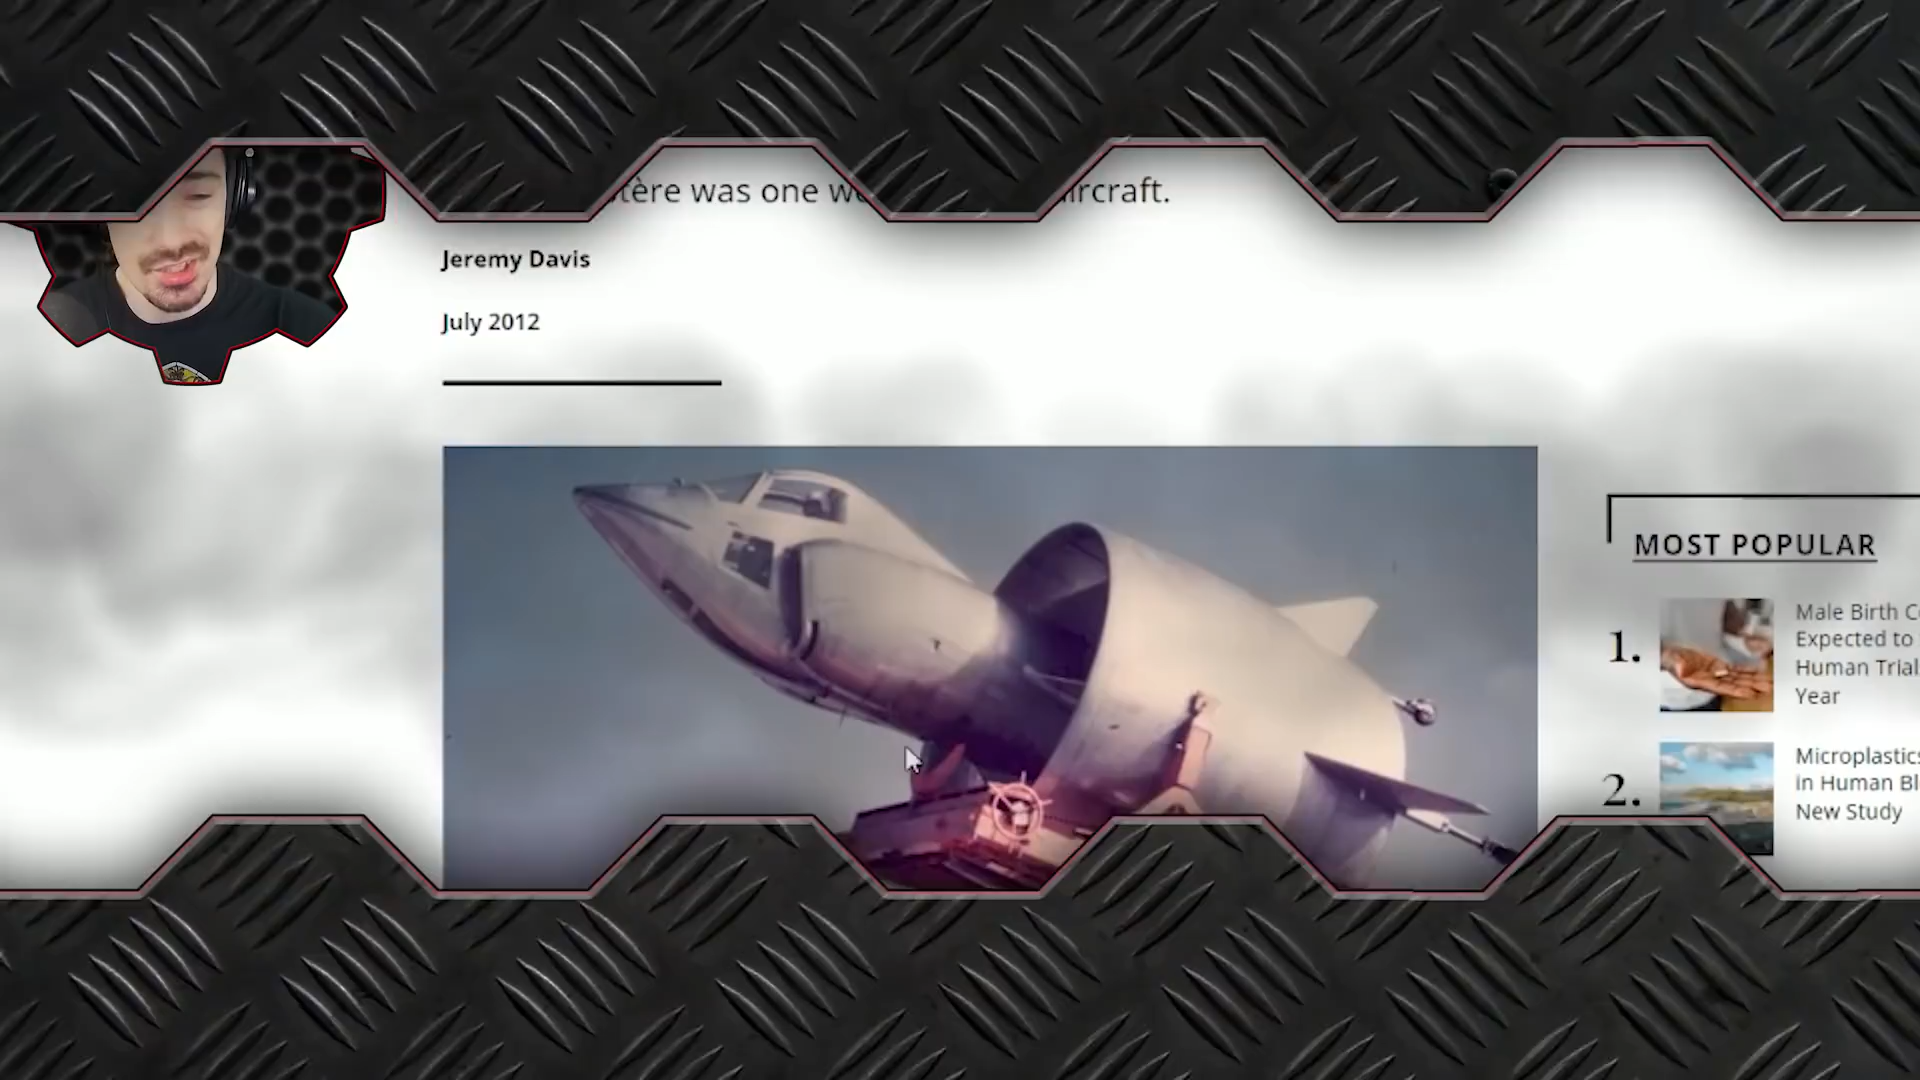 tère was one
ircraft.
Jeremy Davis
July 2012
MOST POPULAR
1.
Male Birth
Expected to
Human Trial
Year
2.
Microplastics
in Human
New Study